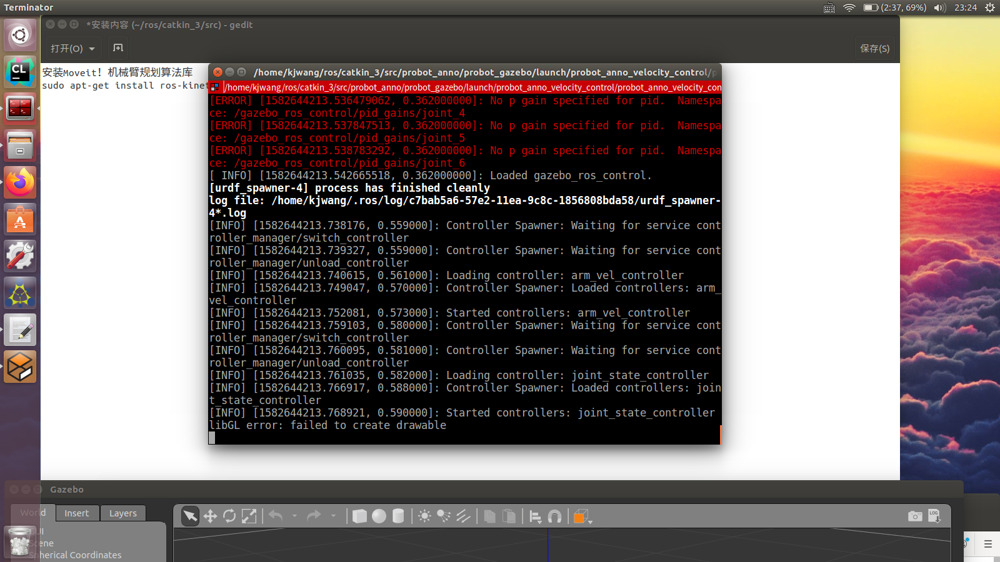 Terminator
(2:37, 69%)
23:24
*安装内容 (~/ros/catkin_3/src) - gedit
打开(O)
保存(S)
安装Moveit！机械臂规划算法库
sudo apt-get install ros-kinet
/home/kjwang/ros/catkin_3/src/probot_anno/probot_gazebo/launch/probot_anno_velocity_control/p
/home/kjwang/ros/catkin_3/src/probot_anno/probot_gazebo/launch/probot_anno_velocity_control/probot_anno_velocity_con
[ERROR] [1582644213.536479062, 0.362000000]: No p gain specified for pid.  Namespa
ce: /gazebo_ros_control/pid_gains/joint_4
[ERROR] [1582644213.537847513, 0.362000000]: No p gain specified for pid.  Namespa
ce: /gazebo_ros_control/pid_gains/joint_5
[ERROR] [1582644213.538783292, 0.362000000]: No p gain specified for pid.  Namespa
ce: /gazebo_ros_control/pid_gains/joint_6
[ INFO] [1582644213.542665518, 0.362000000]: Loaded gazebo_ros_control.
[urdf_spawner-4] process has finished cleanly
log file: /home/kjwang/.ros/log/c7bab5a6-57e2-11ea-9c8c-1856808bda58/urdf_spawner-
4*.log
[INFO] [1582644213.738176, 0.559000]: Controller Spawner: Waiting for service cont
roller_manager/switch_controller
[INFO] [1582644213.739327, 0.559000]: Controller Spawner: Waiting for service cont
roller_manager/unload_controller
[INFO] [1582644213.740615, 0.561000]: Loading controller: arm_vel_controller
[INFO] [1582644213.749047, 0.570000]: Controller Spawner: Loaded controllers: arm_
vel_controller
[INFO] [1582644213.752081, 0.573000]: Started controllers: arm_vel_controller
[INFO] [1582644213.759103, 0.580000]: Controller Spawner: Waiting for service cont
roller_manager/switch_controller
[INFO] [1582644213.760095, 0.581000]: Controller Spawner: Waiting for service cont
roller_manager/unload_controller
[INFO] [1582644213.761035, 0.582000]: Loading controller: joint_state_controller
[INFO] [1582644213.766917, 0.588000]: Controller Spawner: Loaded controllers: join
t_state_controller
[INFO] [1582644213.768921, 0.590000]: Started controllers: joint_state_controller
libGL error: failed to create drawable
Gazebo
World
Insert
Layers
LOG
GUI
Scene
Spherical Coordinates
CL